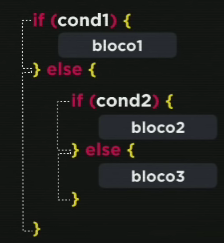 if (cond1) {
bloco1
} else {
if (cond2) {
bloco2
} else {
bloco3
}
}